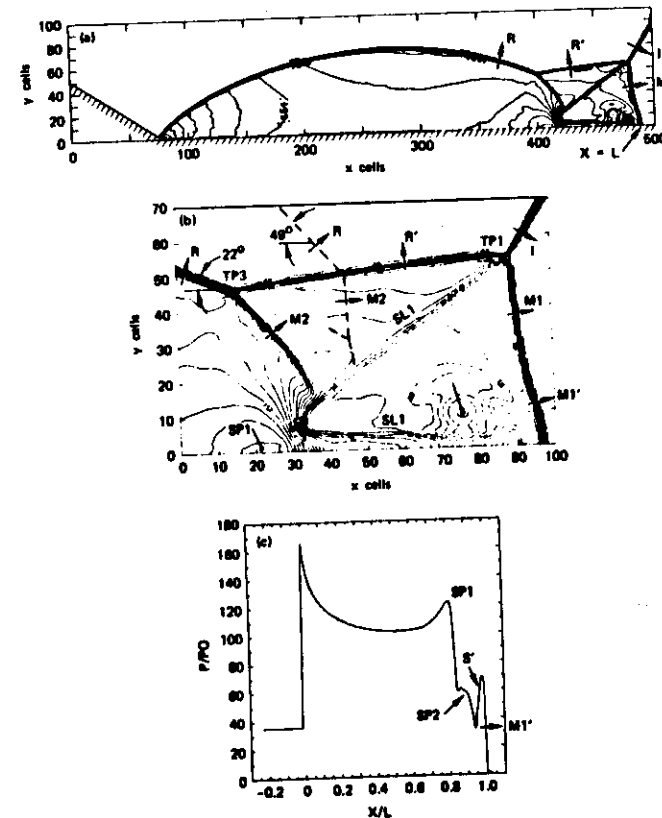 (a)
100
80
60
40
20
0
y cells
R
R'
I
0
100
200
300
400
500
x cells
X = L
(b)
70
60
50
40
30
20
10
0
y cells
R
22°
TP3
49°
R
R'
TP1
I
M2
M2
SL1
M1
SP1
SL1
M1'
0 10 20 30 40 50 60 70 80 90 100
x cells
(c)
180
160
140
120
100
80
60
40
20
0
P/PO
SP1
S'
SP2
M1'
-0.2 0 0.2 0.4 0.6 0.8 1.0
X/L